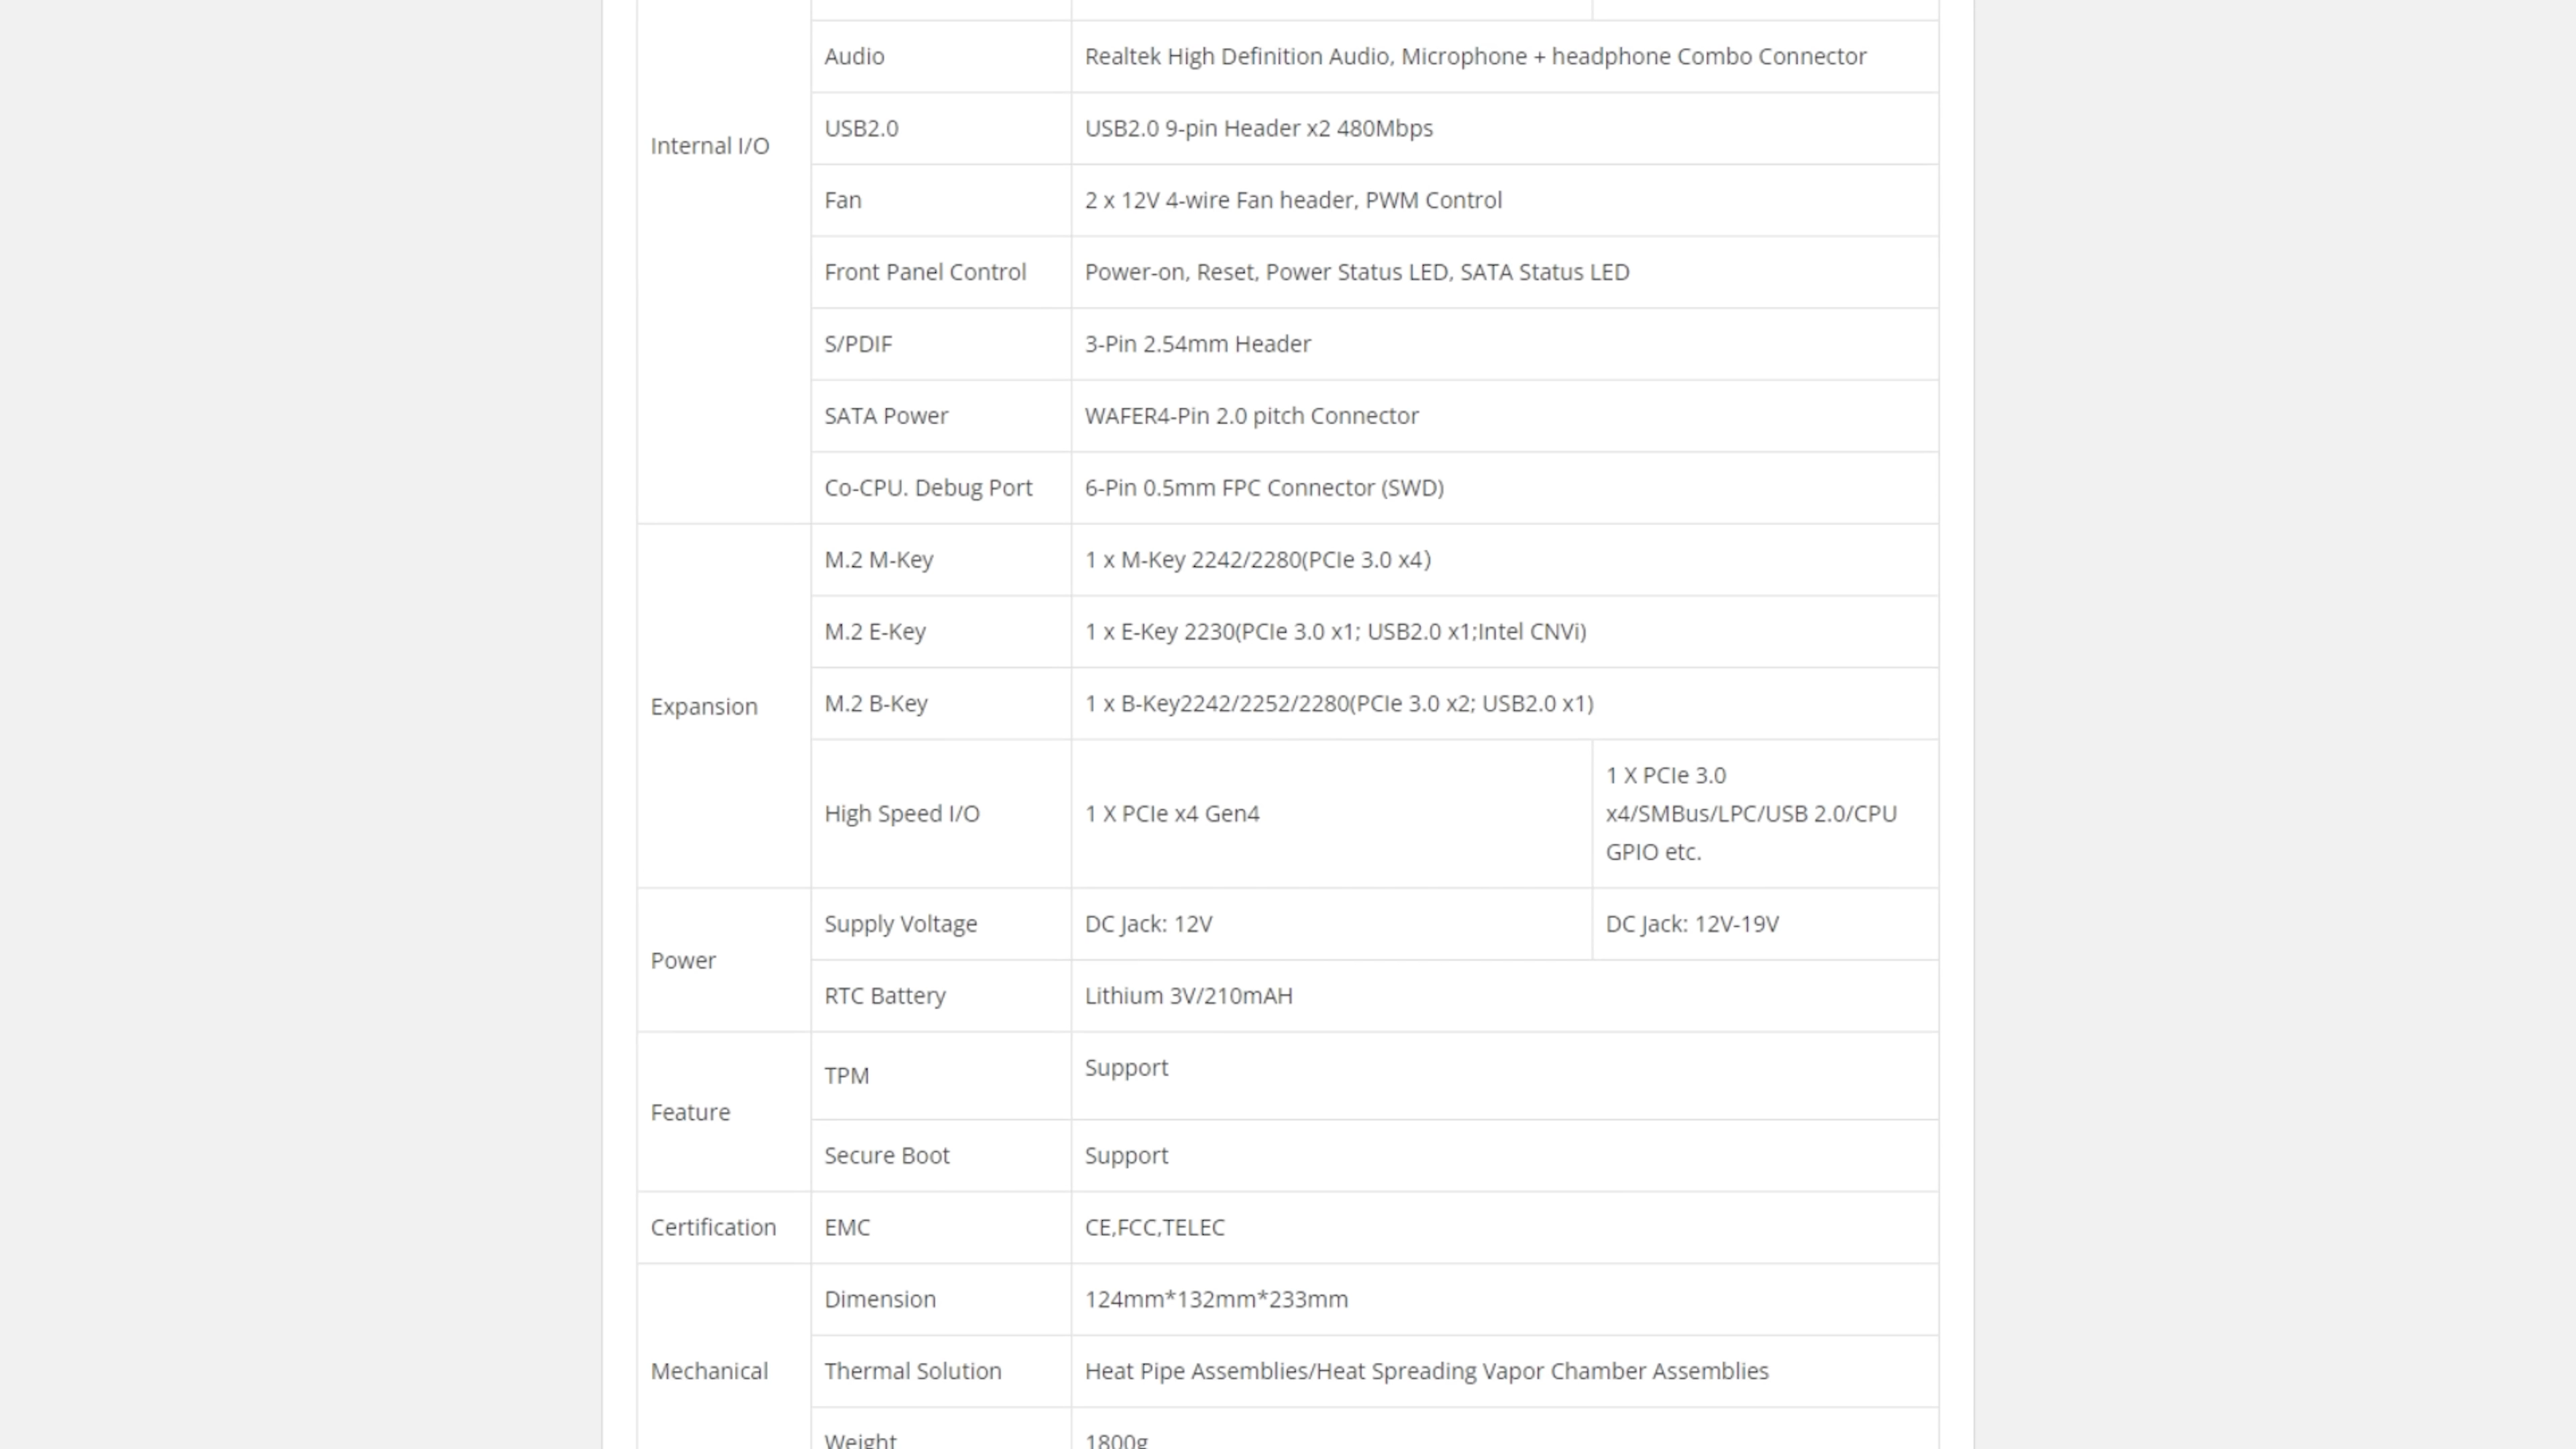 Internal I/O
Audio
Realtek High Definition Audio, Microphone + headphone Combo Connector
USB2.0
USB2.0 9-pin Header x2 480Mbps
Fan
2 x 12V 4-wire Fan header, PWM Control
Front Panel Control
Power-on, Reset, Power Status LED, SATA Status LED
S/PDIF
3-Pin 2.54mm Header
SATA Power
WAFER4-Pin 2.0 pitch Connector
Co-CPU. Debug Port
6-Pin 0.5mm FPC Connector (SWD)
Expansion
M.2 M-Key
1 x M-Key 2242/2280(PCIe 3.0 x4)
M.2 E-Key
1 x E-Key 2230(PCIe 3.0 x1; USB2.0 x1;Intel CNVi)
M.2 B-Key
1 x B-Key2242/2252/2280(PCIe 3.0 x2; USB2.0 x1)
High Speed I/O
1 X PCIe x4 Gen4
1 X PCIe 3.0
x4/SMBus/LPC/USB 2.0/CPU
GPIO etc.
Power
Supply Voltage
DC Jack: 12V
DC Jack: 12V-19V
RTC Battery
Lithium 3V/210mAH
Feature
TPM
Support
Secure Boot
Support
Certification
EMC
CE,FCC,TELEC
Mechanical
Dimension
124mm*132mm*233mm
Thermal Solution
Heat Pipe Assemblies/Heat Spreading Vapor Chamber Assemblies
Weight
1800g